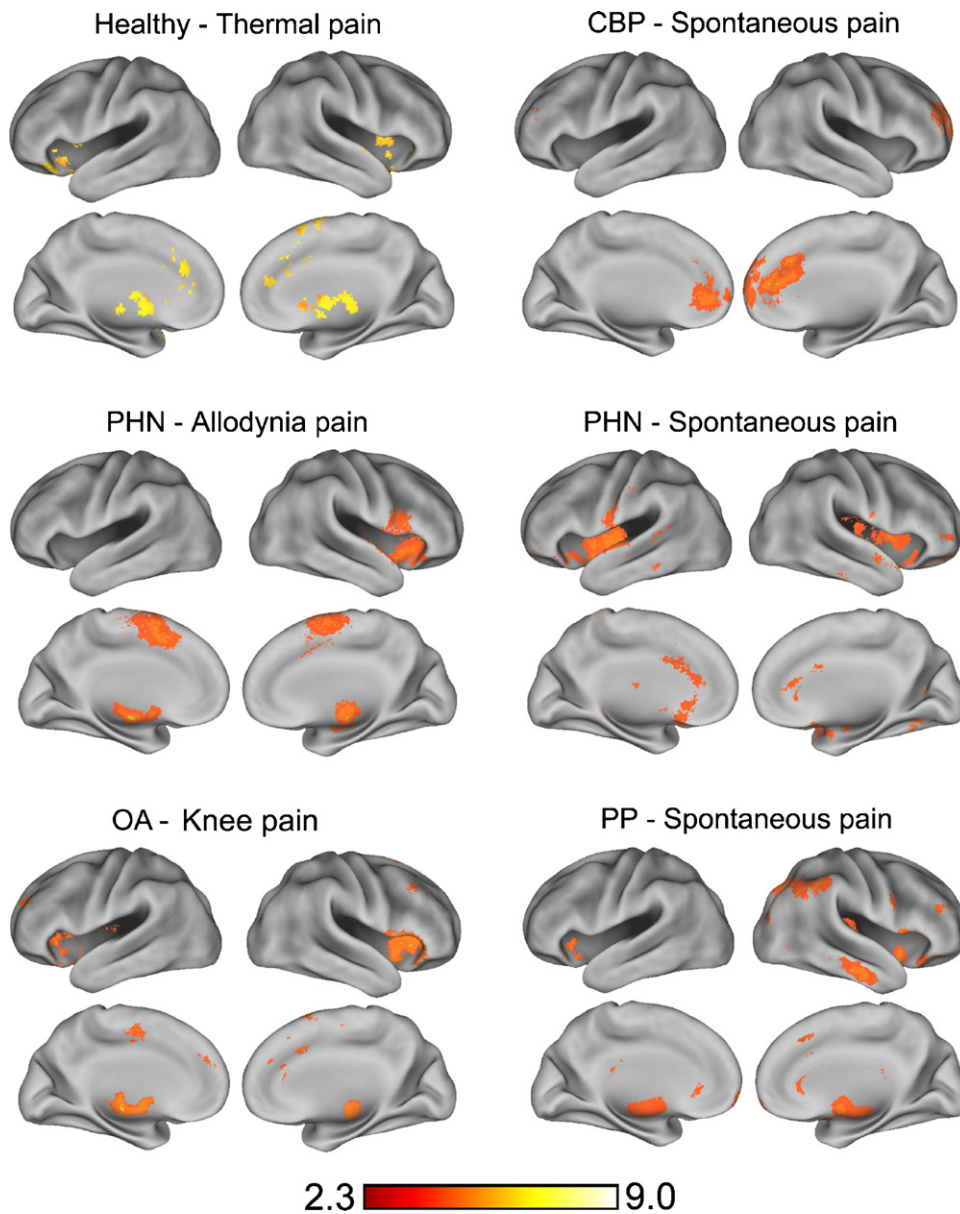 Healthy - Thermal pain
CBP - Spontaneous pain
PHN - Allodynia pain
PHN - Spontaneous pain
OA - Knee pain
PP - Spontaneous pain
2.3
9.0